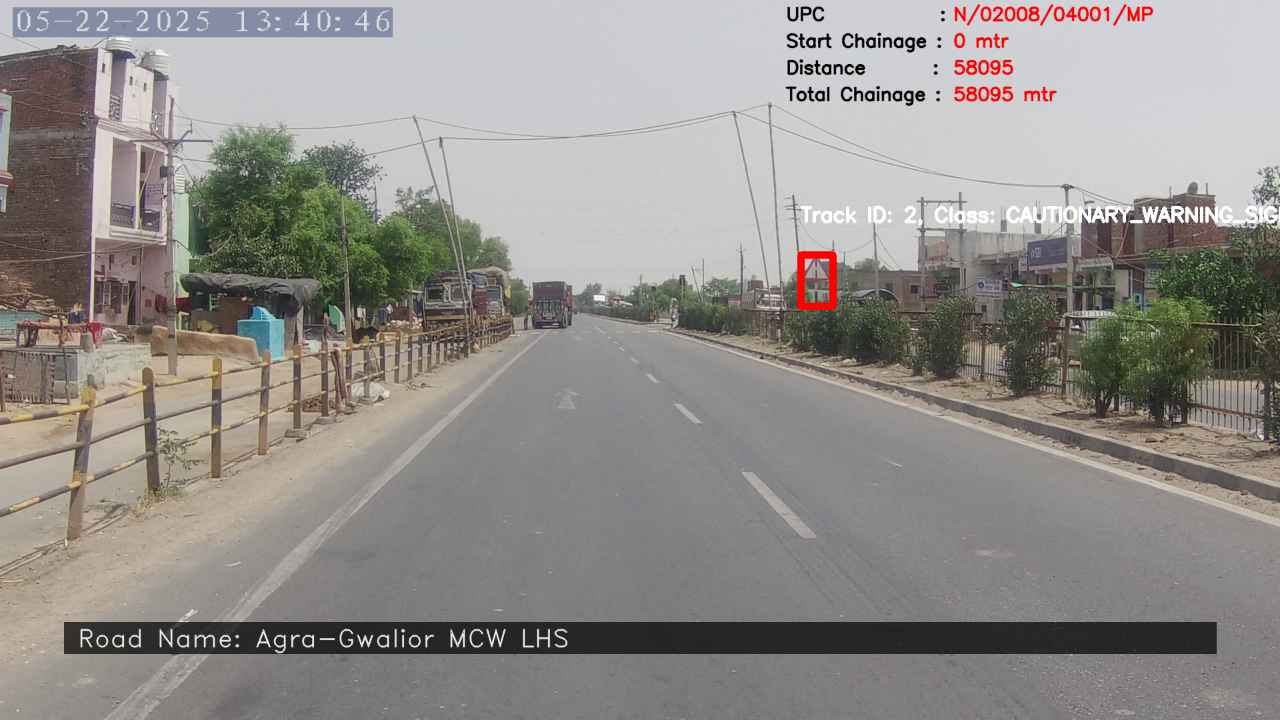 05-22-2025 13:40:46
UPC : N/02008/04001/MP
Start Chainage : 0 mtr
Distance : 58095
Total Chainage : 58095 mtr
Track ID: 2, Class: CAUTIONARY_WARNING_SIG
Road Name: Agra-Gwalior MCW LHS